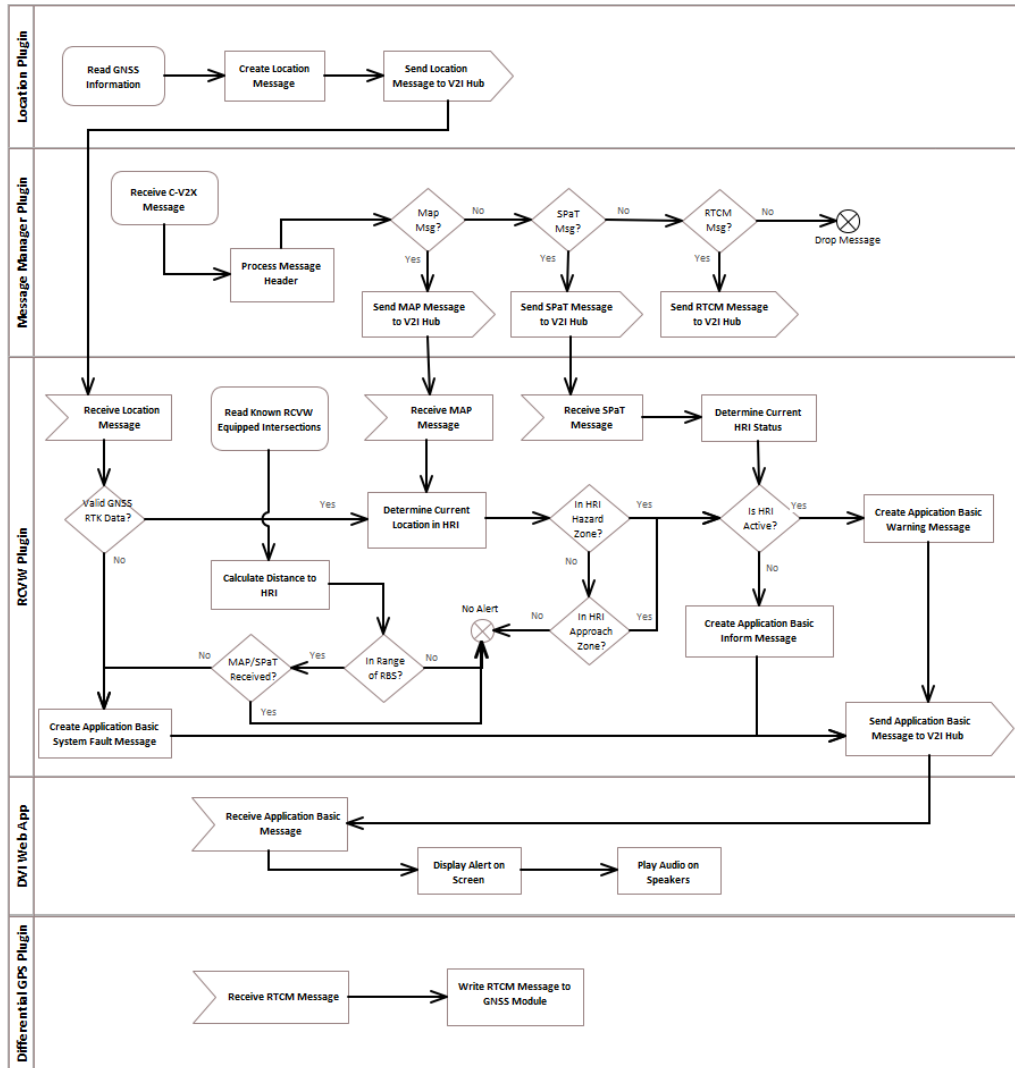 Location Plugin
Read GNSS
Information
Create Location
Message
Send Location
Message to V2I Hub
Message Manager Plugin
Receive C-V2X
Message
Process Message
Header
Map
Msg?
No
Yes
SPaT
Msg?
No
Yes
RTCM
Msg?
No
Yes
Drop Message
Send MAP Message
to V2I Hub
Send SPaT Message
to V2I Hub
Send RTCM Message
to V2I Hub
RCVW Plugin
Receive Location
Message
Read Known RCVW
Equipped Intersections
Receive MAP
Message
Receive SPaT
Message
Determine Current
HRI Status
Valid GNSS
RTK Data?
Yes
No
Determine Current
Location in HRI
In HRI
Hazard
Zone?
Yes
No
Is HRI
Active?
Yes
No
Create Appication Basic
Warning Message
Calculate Distance to
HRI
No Alert
No
In HRI
Approach
Zone?
Yes
Create Application Basic
Inform Message
No
MAP/SPaT
Received?
Yes
Yes
In Range
of RBS?
No
Create Application Basic
System Fault Message
Send Application Basic
Message to V2I Hub
DVI Web App
Receive Application Basic
Message
Display Alert on
Screen
Play Audio on
Speakers
Differential GPS Plugin
Receive RTCM Message
Write RTCM Message to
GNSS Module